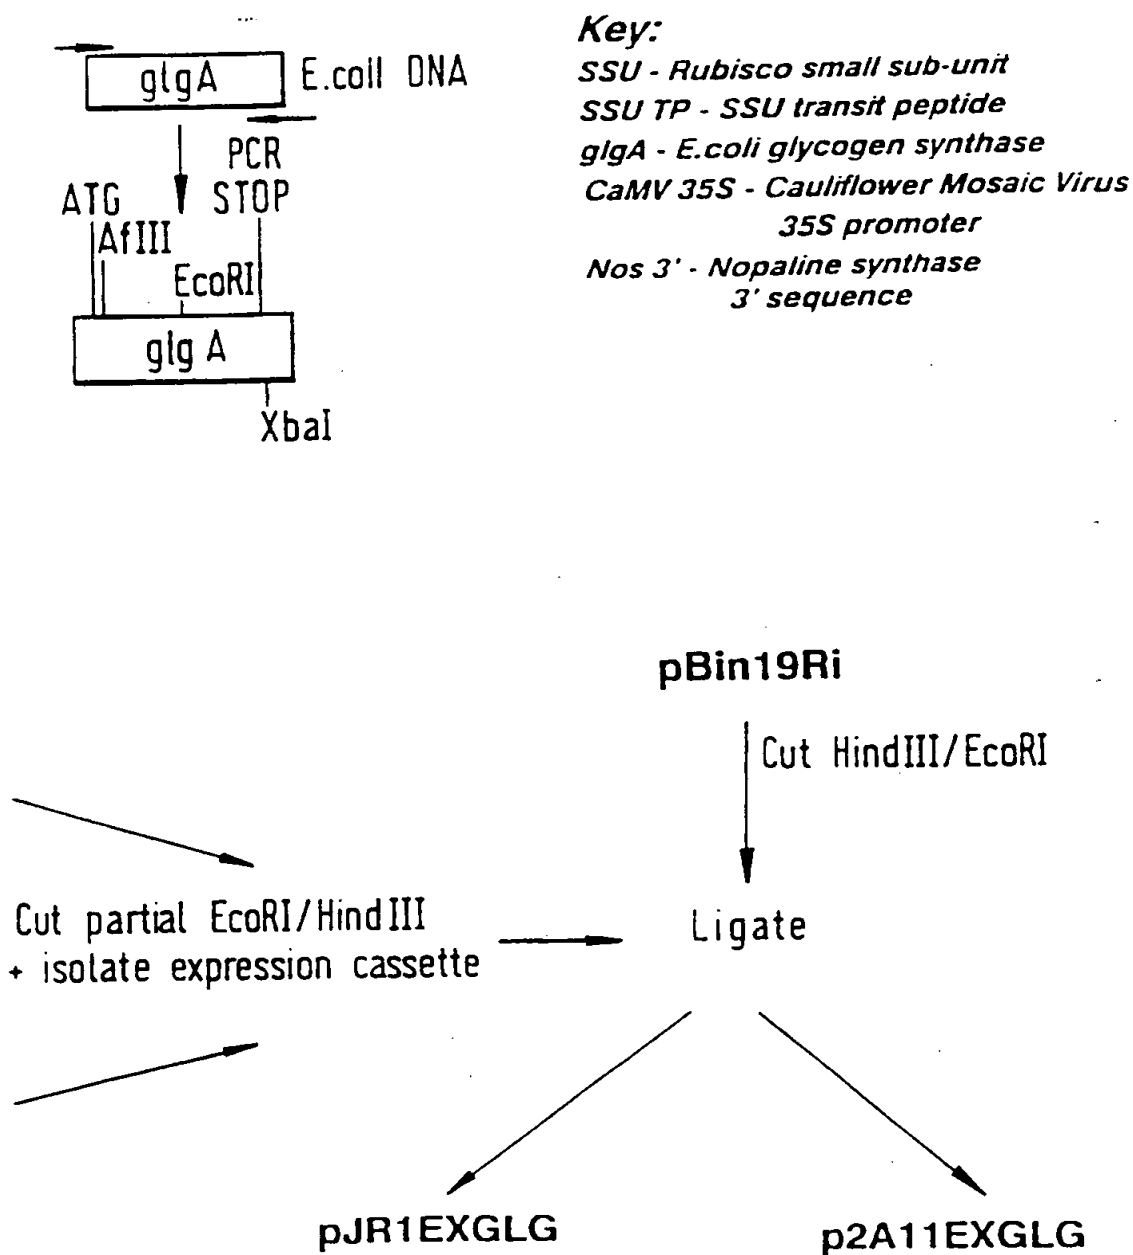 glgA E.coli DNA
PCR
ATG STOP
AflIII
EcoRI
glg A
XbaI
Key:
SSU - Rubisco small sub-unit
SSU TP - SSU transit peptide
glgA - E.coli glycogen synthase
CaMV 35S - Cauliflower Mosaic Virus
35S promoter
Nos 3' - Nopaline synthase
3' sequence
pBin19Ri
Cut HindIII/EcoRI
Cut partial EcoRI/HindIII
+ isolate expression cassette
Ligate
pJR1EXGLG
p2A11EXGLG